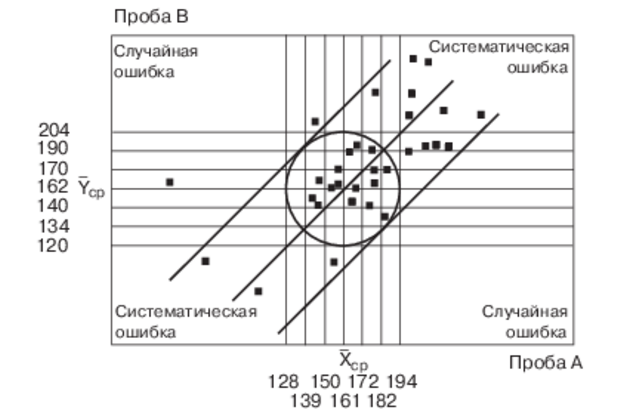 Проба В
Случайная
ошибка
Систематическая
ошибка
204
190
170
162
140
134
120
Y̅ср
Систематическая
ошибка
Случайная
ошибка
X̅ср
Проба А
128 150 172 194
139 161 182